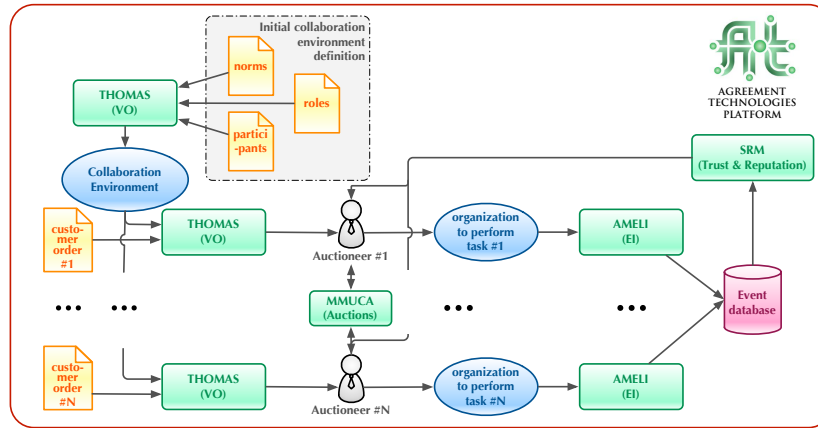 Initial collaboration
environment
definition
norms
THOMAS
(VO)
roles
partici
-pants
AGREEMENT
TECHNOLOGIES
PLATFORM
SRM
(Trust & Reputation)
Collaboration
Environment
custo-
mer
order
#1
THOMAS
(VO)
Auctioneer #1
organization
to perform
task #1
AMELI
(EI)
••• •••
MMUCA
(Auctions)
•••
•••
Event
database
custo-
mer
order
#N
THOMAS
(VO)
Auctioneer #N
organization
to perform
task #N
AMELI
(EI)